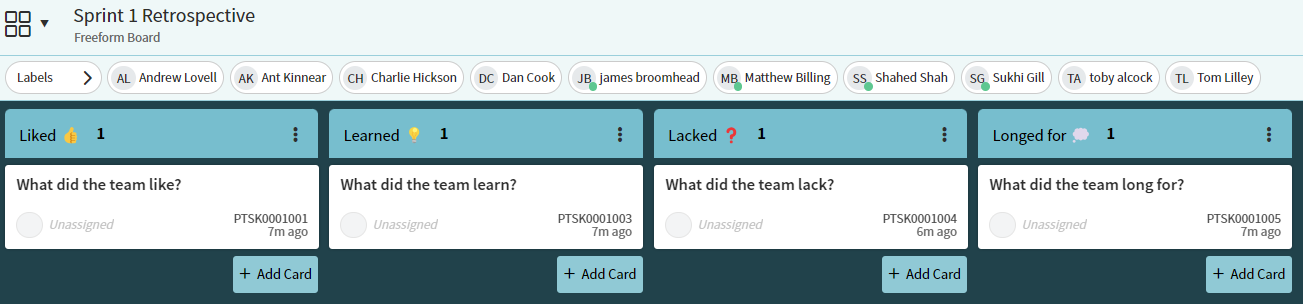 Sprint 1 Retrospective
Freeform Board
Labels AL Andrew Lovell AK Ant Kinnear CH Charlie Hickson DC Dan Cook JB james broomhead MB Matthew Billing SS Shahed Shah SG Sukhi Gill TA toby alcock TL Tom Lilley
Liked 👍 1
Learned 💡 1
Lacked ❓ 1
Longed for 💭 1
What did the team like?
Unassigned
PTSK0001001
7m ago
+ Add Card
What did the team learn?
Unassigned
PTSK0001003
7m ago
+ Add Card
What did the team lack?
Unassigned
PTSK0001004
6m ago
+ Add Card
What did the team long for?
Unassigned
PTSK0001005
7m ago
+ Add Card